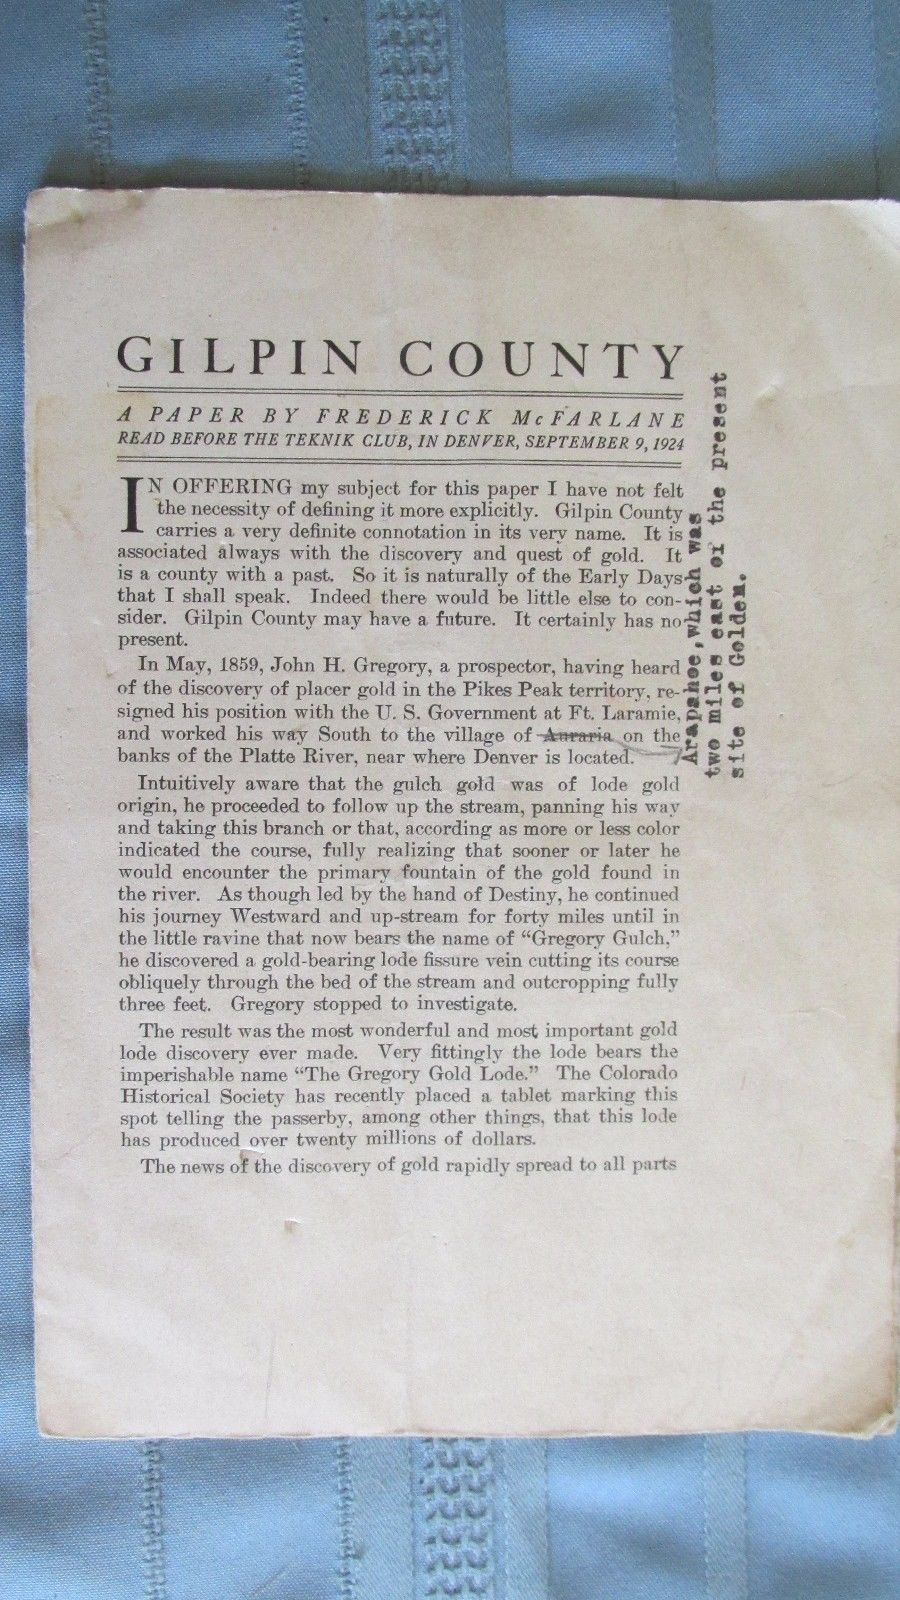 GILPIN COUNTY
A PAPER BY FREDERICK McFARLANE
READ BEFORE THE TEKNIK CLUB, IN DENVER, SEPTEMBER 9, 1924
IN OFFERING my subject for this paper I have not felt
the necessity of defining it more explicitly. Gilpin County
carries a very definite connotation in its very name. It is
associated always with the discovery and quest of gold. It
is a county with a past. So it is naturally of the Early Days
that I shall speak. Indeed there would be little else to con-
sider. Gilpin County may have a future. It certainly has no
present.
In May, 1859, John H. Gregory, a prospector, having heard
of the discovery of placer gold in the Pikes Peak territory, re-
signed his position with the U. S. Government at Ft. Laramie,
and worked his way South to the village of Auraria on the
banks of the Platte River, near where Denver is located.
Intuitively aware that the gulch gold was of lode gold
origin, he proceeded to follow up the stream, panning his way
and taking this branch or that, according as more or less color
indicated the course, fully realizing that sooner or later he
would encounter the primary fountain of the gold found in
the river. As though led by the hand of Destiny, he continued
his journey Westward and up-stream for forty miles until in
the little ravine that now bears the name of “Gregory Gulch,”
he discovered a gold-bearing lode fissure vein cutting its course
obliquely through the bed of the stream and outcropping fully
three feet. Gregory stopped to investigate.
The result was the most wonderful and most important gold
lode discovery ever made. Very fittingly the lode bears the
imperishable name “The Gregory Gold Lode.” The Colorado
Historical Society has recently placed a tablet marking this
spot telling the passerby, among other things, that this lode
has produced over twenty millions of dollars.
The news of the discovery of gold rapidly spread to all parts
Arapahoe, which was
two miles east of the present
site of Golden.